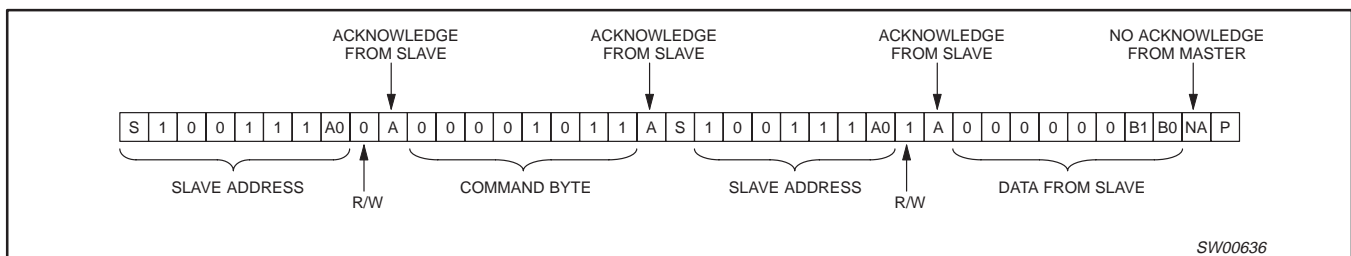 ACKNOWLEDGE
FROM SLAVE
ACKNOWLEDGE
FROM SLAVE
ACKNOWLEDGE
FROM SLAVE
NO ACKNOWLEDGE
FROM MASTER
S 1 0 0 1 1 1 A0 0 A 0 0 0 0 1 0 1 1 A S 1 0 0 1 1 1 A0 1 A 0 0 0 0 0 0 B1 B0 NA P
SLAVE ADDRESS
R/W
COMMAND BYTE
SLAVE ADDRESS
R/W
DATA FROM SLAVE
SW00636